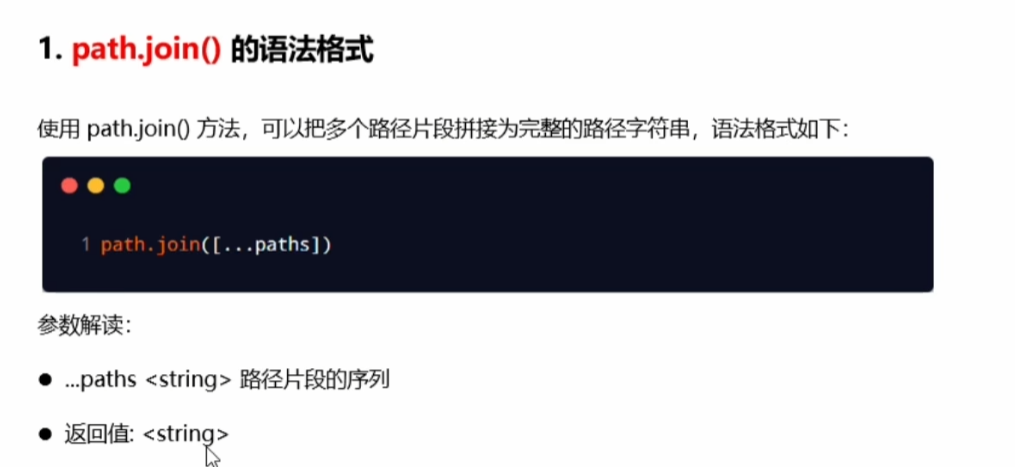 1. path.join() 的语法格式
使用 path.join() 方法，可以把多个路径片段拼接为完整的路径字符串，语法格式如下：
1 path.join([...paths])
参数解读：
● ...paths <string> 路径片段的序列
● 返回值: <string>